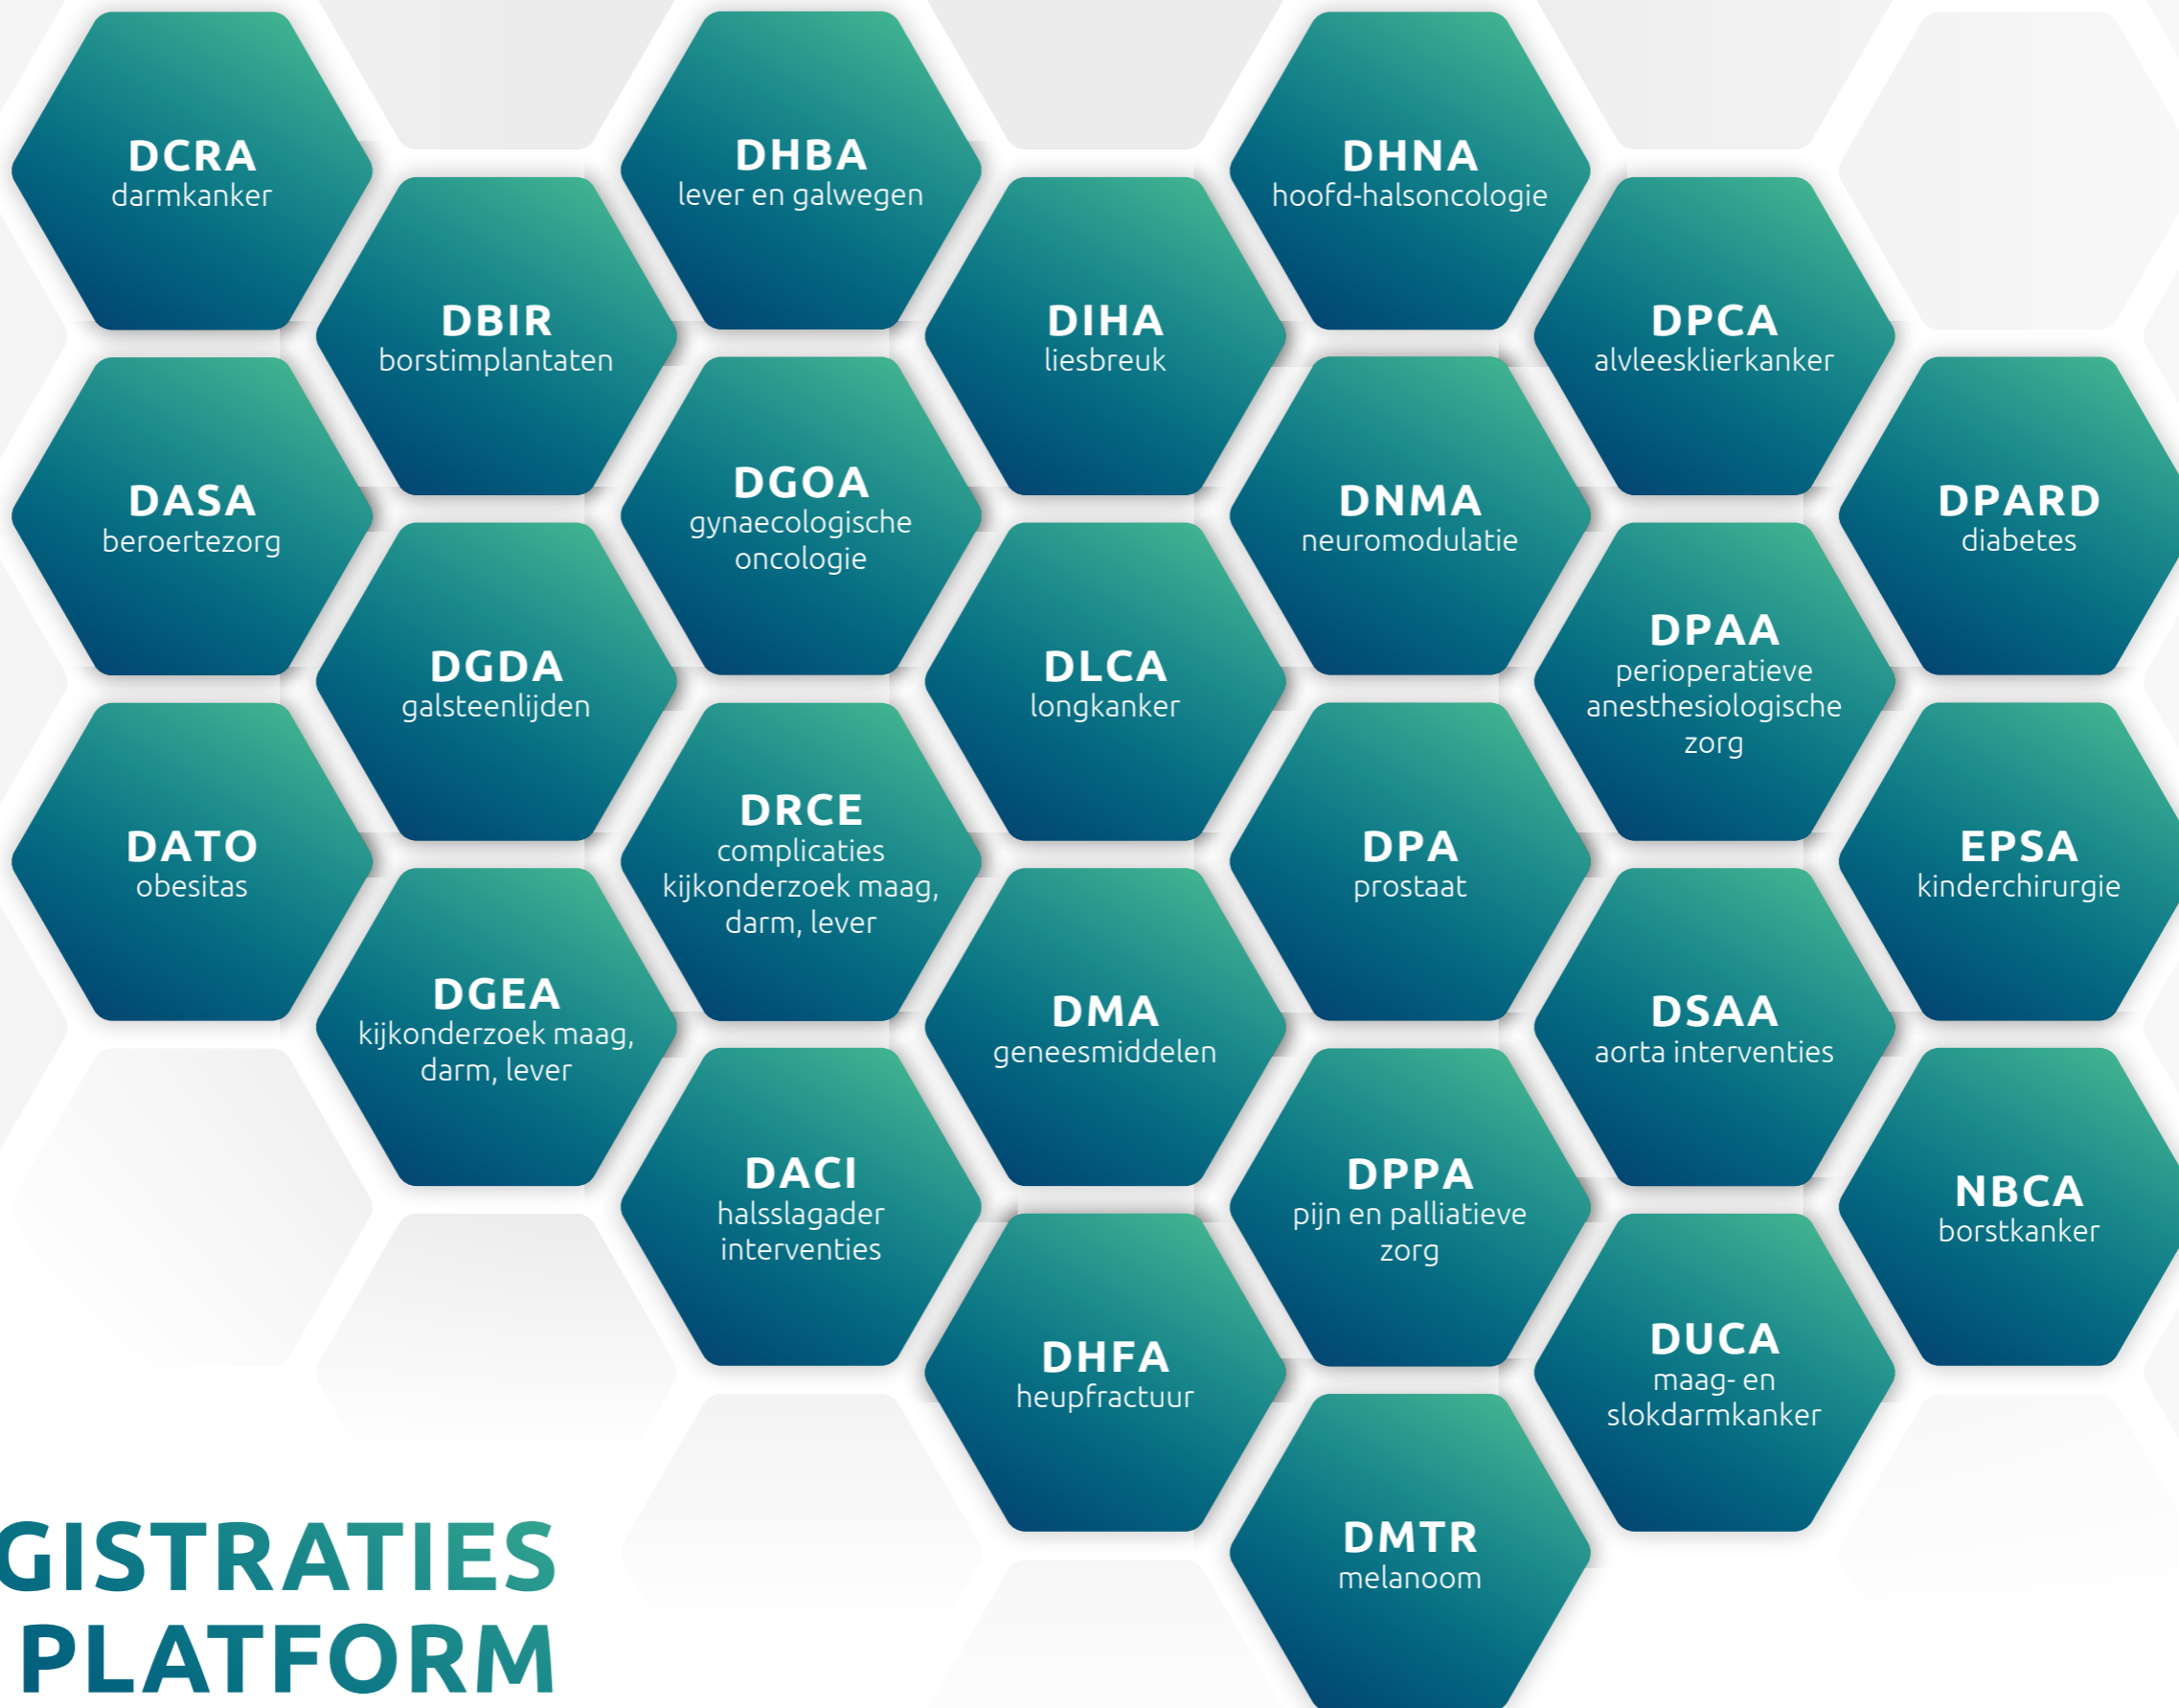 DCRA
darmkanker
DHBA
lever en galwegen
DHNA
hoofd-halsoncologie
DBIR
borstimplantaten
DIHA
liesbreuk
DPCA
alvleesklierkanker
DASA
beroertezorg
DGOA
gynaecologische
oncologie
DNMA
neuromodulatie
DPARD
diabetes
DGDA
galsteenlijden
DLCA
longkanker
DPAA
perioperatieve
anesthesiologische
zorg
DATO
obesitas
DRCE
complicaties
kijkonderzoek maag,
darm, lever
DPA
prostaat
EPSA
kinderchirurgie
DGEA
kijkonderzoek maag,
darm, lever
DMA
geneesmiddelen
DSAA
aorta interventies
DACI
halsslagader
interventies
DPPA
pijn en palliatieve
zorg
NBCA
borstkanker
DHFA
heupfractuur
DUCA
maag- en
slokdarmkanker
DMTR
melanoom
GISTRATIES
PLATFORM